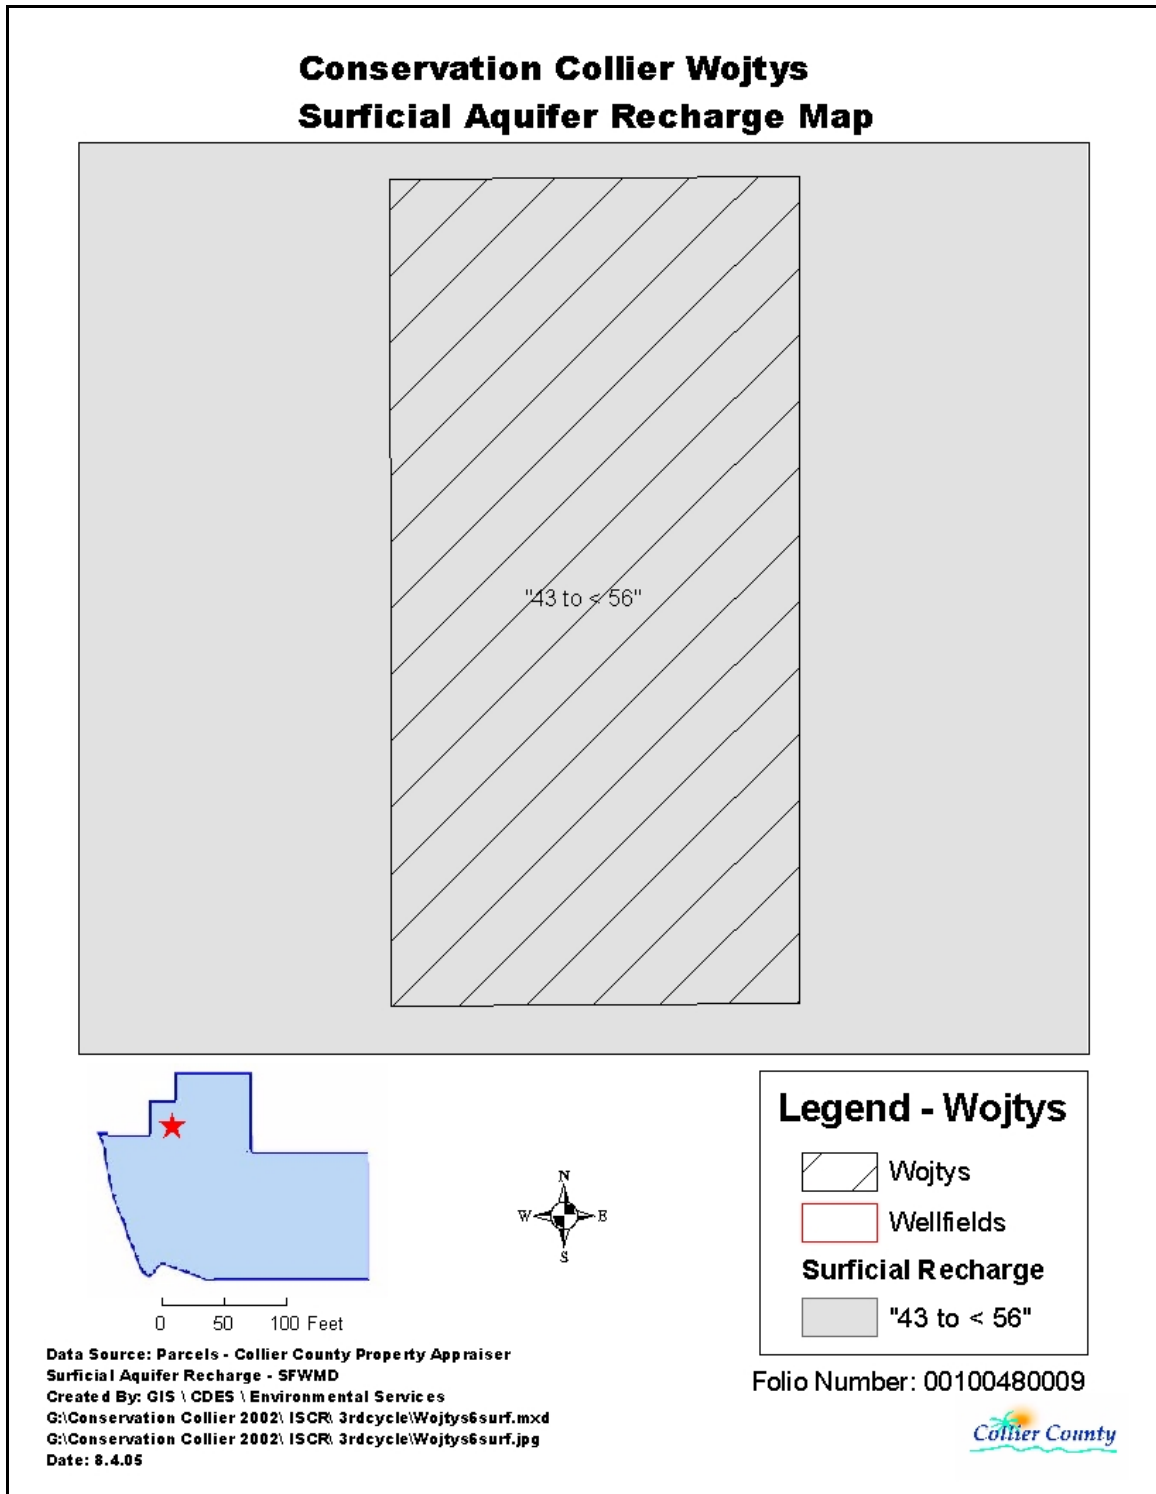 Conservation Collier Wojtys
Surficial Aquifer Recharge Map
"43 to < 56"
Legend - Wojtys
Wojtys
Wellfields
Surficial Recharge
"43 to < 56"
N
W E
S
0 50 100 Feet
Data Source: Parcels - Collier County Property Appraiser
Surficial Aquifer Recharge - SFWMD
Created By: GIS \ CDES \ Environmental Services
G:\Conservation Collier 2002\ ISCR\ 3rdcycle\Wojtys6surf.mxd
G:\Conservation Collier 2002\ ISCR\ 3rdcycle\Wojtys6surf.jpg
Date: 8.4.05
Folio Number: 00100480009
Collier County